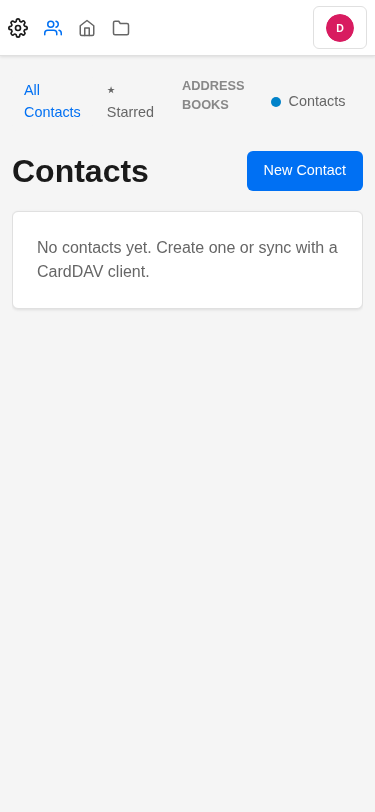 D
All
Contacts
★
Starred
ADDRESS
BOOKS
Contacts
Contacts
New Contact
No contacts yet. Create one or sync with a
CardDAV client.